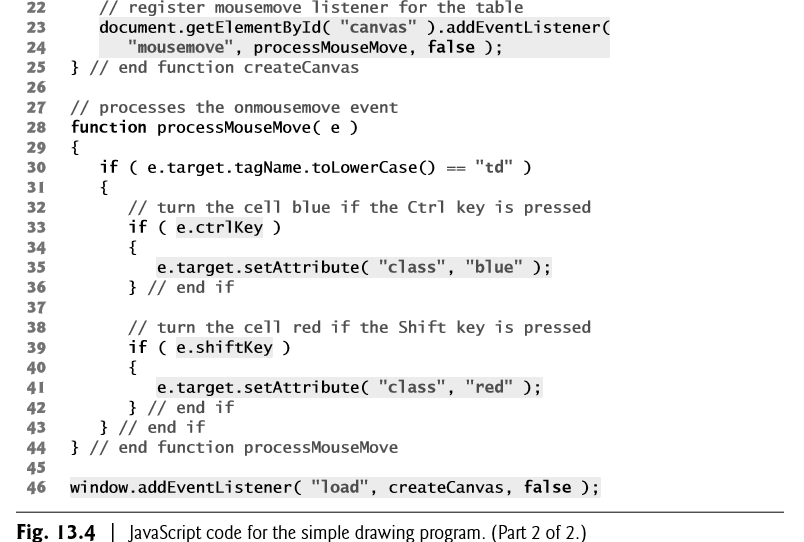 22 // register mousemove listener for the table
23 document.getElementById( "canvas" ).addEventListener(
24 "mousemove", processMouseMove, false );
25 } // end function createCanvas
26
27 // processes the onmousemove event
28 function processMouseMove( e )
29 {
30 if ( e.target.tagName.toLowerCase() == "td" )
31 {
32 // turn the cell blue if the Ctrl key is pressed
33 if ( e.ctrlKey )
34 {
35 e.target.setAttribute( "class", "blue" );
36 } // end if
37
38 // turn the cell red if the Shift key is pressed
39 if ( e.shiftKey )
40 {
41 e.target.setAttribute( "class", "red" );
42 } // end if
43 } // end if
44 } // end function processMouseMove
45
46 window.addEventListener( "load", createCanvas, false );
Fig. 13.4 | JavaScript code for the simple drawing program. (Part 2 of 2.)